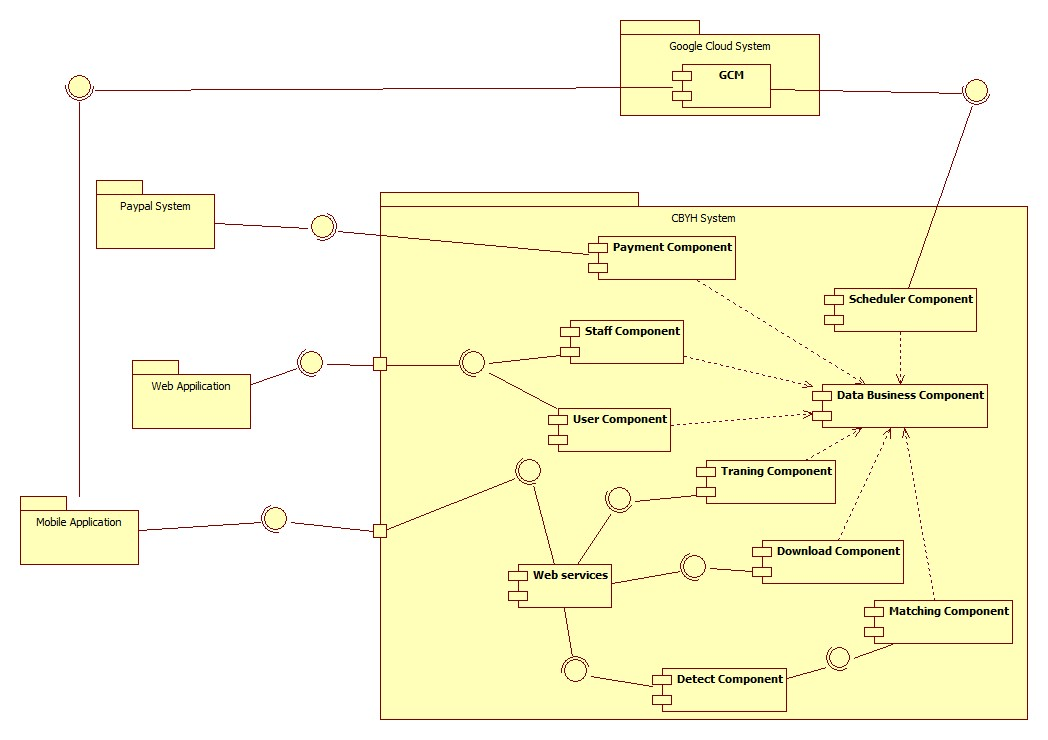 Google Cloud System
GCM
Paypal System
CBYH System
Payment Component
Scheduler Component
Staff Component
Web Appilication
Data Business Component
User Component
Traning Component
Mobile Application
Download Component
Web services
Matching Component
Detect Component